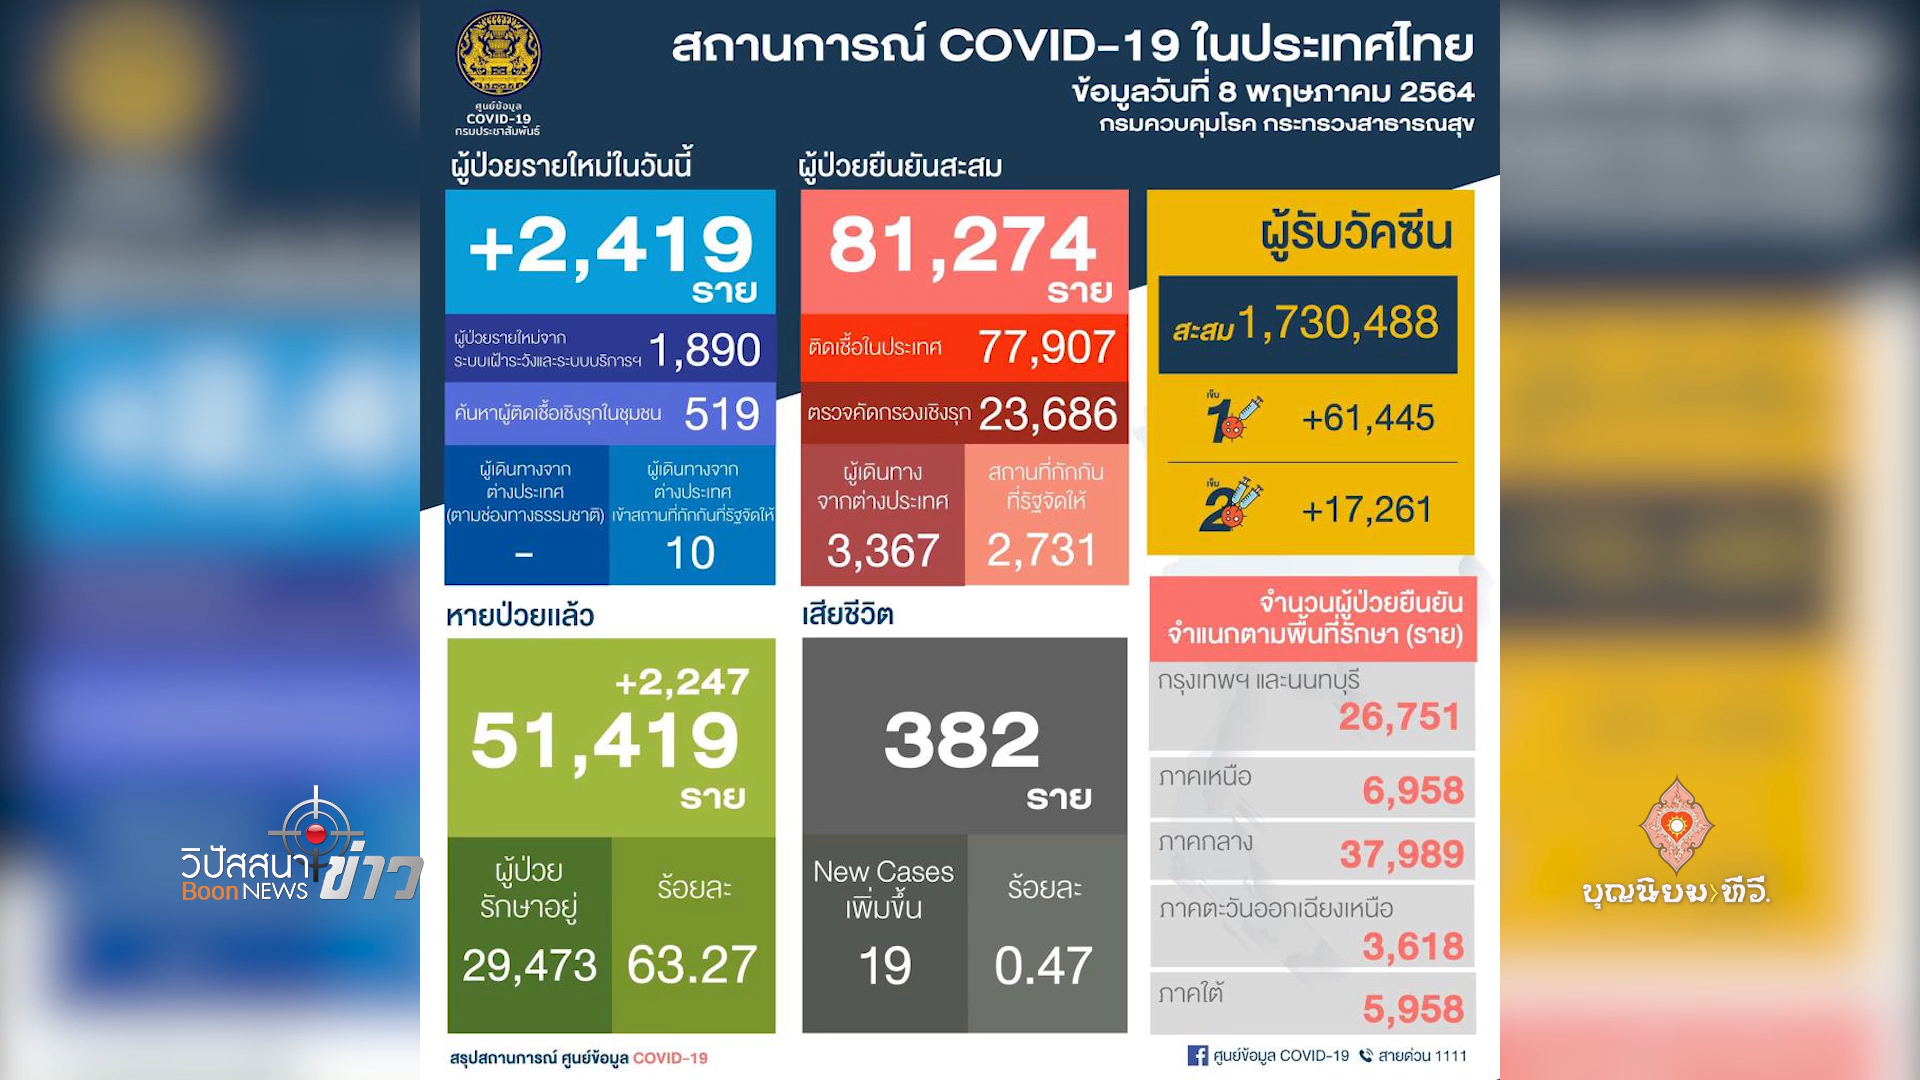 ศูนย์ข้อมูล
COVID-19
กรมประชาสัมพันธ์
สถานการณ์ COVID-19 ในประเทศไทย
ข้อมูลวันที่ 8 พฤษภาคม 2564
กรมควบคุมโรค กระทรวงสาธารณสุข
ผู้ป่วยรายใหม่ในวันนี้
+2,419
ราย
ผู้ป่วยรายใหม่จาก
ระบบเฝ้าระวังและระบบบริการฯ 1,890
ค้นหาผู้ติดเชื้อเชิงรุกในชุมชน 519
ผู้เดินทางจาก
ต่างประเทศ
(ตามช่องทางธรรมชาติ)
-
ผู้เดินทางจาก
ต่างประเทศ
เข้าสถานที่กักกันที่รัฐจัดให้
10
ผู้ป่วยยืนยันสะสม
81,274
ราย
ติดเชื้อในประเทศ 77,907
ตรวจคัดกรองเชิงรุก 23,686
ผู้เดินทาง
จากต่างประเทศ
3,367
สถานที่กักกัน
ที่รัฐจัดให้
2,731
ผู้รับวัคซีน
สะสม 1,730,488
เข็ม
1
+61,445
เข็ม
2
+17,261
หายป่วยแล้ว
+2,247
51,419
ราย
ผู้ป่วย
รักษาอยู่
29,473
ร้อยละ
63.27
เสียชีวิต
382
ราย
New Cases
เพิ่มขึ้น
19
ร้อยละ
0.47
จำนวนผู้ป่วยยืนยัน
จำแนกตามพื้นที่รักษา (ราย)
กรุงเทพฯ และนนทบุรี
26,751
ภาคเหนือ
6,958
ภาคกลาง
37,989
ภาคตะวันออกเฉียงเหนือ
3,618
ภาคใต้
5,958
สรุปสถานการณ์ ศูนย์ข้อมูล COVID-19
ศูนย์ข้อมูล COVID-19 สายด่วน 1111
วิปัสสนา
ข่าว
Boon NEWS
บุญนิยม ทีวี.